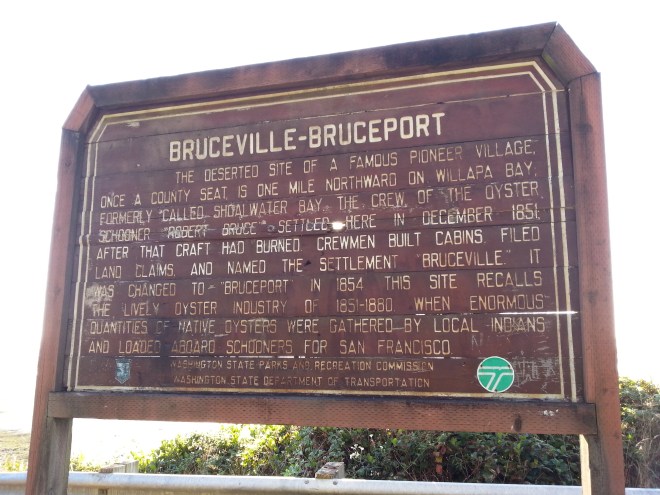 BRUCEVILLE-BRUCEPORT
THE DESERTED SITE OF A FAMOUS PIONEER VILLAGE,
ONCE A COUNTY SEAT, IS ONE MILE NORTHWARD ON WILLAPA BAY,
FORMERLY CALLED SHOALWATER BAY. THE CREW OF THE OYSTER
SCHOONER "ROBERT BRUCE" SETTLED HERE IN DECEMBER 1851,
AFTER THAT CRAFT HAD BURNED. CREWMEN BUILT CABINS, FILED
LAND CLAIMS, AND NAMED THE SETTLEMENT "BRUCEVILLE." IT
WAS CHANGED TO "BRUCEPORT" IN 1854. THIS SITE RECALLS
THE LIVELY OYSTER INDUSTRY OF 1851-1880 WHEN ENORMOUS
QUANTITIES OF NATIVE OYSTERS WERE GATHERED BY LOCAL INDIANS
AND LOADED ABOARD SCHOONERS FOR SAN FRANCISCO
WASHINGTON STATE PARKS AND RECREATION COMMISSION
WASHINGTON STATE DEPARTMENT OF TRANSPORTATION